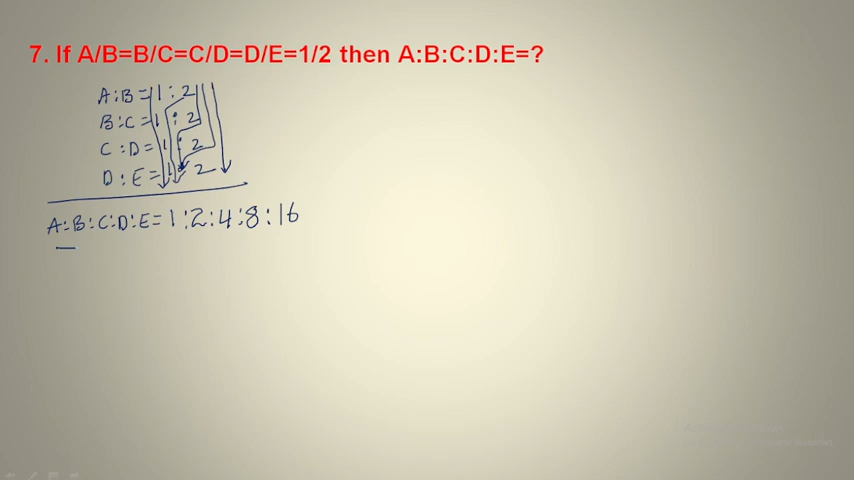 7. If A/B=B/C=C/D=D/E=1/2 then A:B:C:D:E=?
A:B=1:2
B:C=1:2
C:D=1:2
D:E=1:2
A:B:C:D:E=1:2:4:8:16